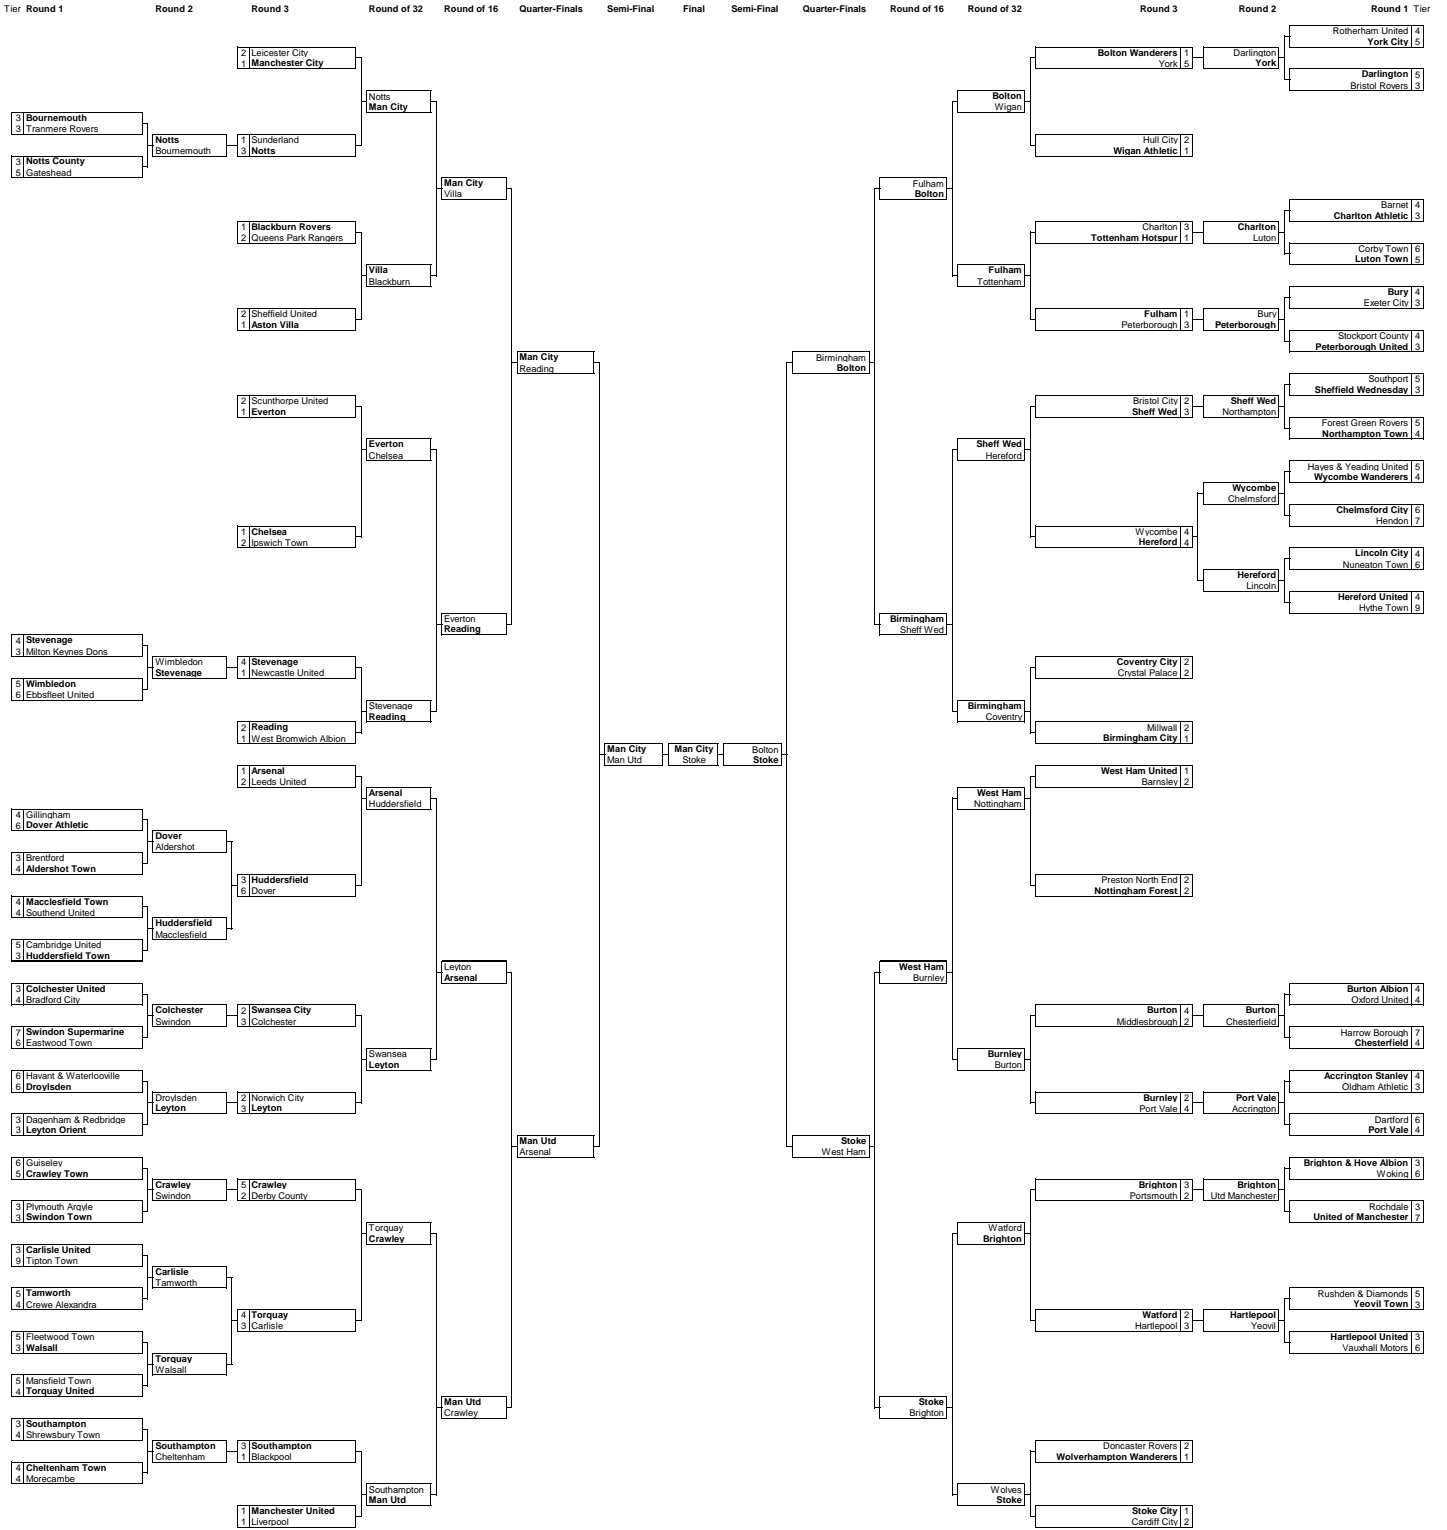 Tier Round 1 Round 2 Round 3 Round of 32 Round of 16 Quarter-Finals Semi-Final Final Semi-Final Quarter-Finals Round of 16 Round of 32 Round 3 Round 2 Round 1 Tier
3 Bournemouth
3 Tranmere Rovers
3 Notts County
5 Gateshead
4 Stevenage
3 Milton Keynes Dons
5 Wimbledon
6 Ebbsfleet United
4 Gillingham
6 Dover Athletic
3 Brentford
4 Aldershot Town
4 Macclesfield Town
4 Southend United
5 Cambridge United
3 Huddersfield Town
3 Colchester United
4 Bradford City
7 Swindon Supermarine
6 Eastwood Town
6 Havant & Waterlooville
6 Droylsden
3 Dagenham & Redbridge
3 Leyton Orient
6 Guiseley
5 Crawley Town
3 Plymouth Argyle
3 Swindon Town
3 Carlisle United
9 Tipton Town
5 Tamworth
4 Crewe Alexandra
5 Fleetwood Town
3 Walsall
5 Mansfield Town
4 Torquay United
3 Southampton
4 Shrewsbury Town
4 Cheltenham Town
4 Morecambe
Notts
Bournemouth
Wimbledon
Stevenage
Dover
Aldershot
Huddersfield
Macclesfield
Colchester
Swindon
Droylsden
Leyton
Crawley
Swindon
Carlisle
Tamworth
Torquay
Walsall
Southampton
Cheltenham
2 Leicester City
1 Manchester City
1 Sunderland
3 Notts
1 Blackburn Rovers
2 Queens Park Rangers
2 Sheffield United
1 Aston Villa
2 Scunthorpe United
1 Everton
1 Chelsea
2 Ipswich Town
4 Stevenage
1 Newcastle United
2 Reading
1 West Bromwich Albion
1 Arsenal
2 Leeds United
3 Huddersfield
6 Dover
2 Swansea City
3 Colchester
2 Norwich City
3 Leyton
5 Crawley
2 Derby County
4 Torquay
3 Carlisle
3 Southampton
1 Blackpool
1 Manchester United
1 Liverpool
Notts
Man City
Villa
Blackburn
Everton
Chelsea
Stevenage
Reading
Arsenal
Huddersfield
Swansea
Leyton
Torquay
Crawley
Southampton
Man Utd
Man City
Villa
Everton
Reading
Leyton
Arsenal
Man Utd
Crawley
Man City
Reading
Man Utd
Arsenal
Man City
Man Utd
Man City
Stoke
Bolton
Stoke
Birmingham
Bolton
Stoke
West Ham
Fulham
Bolton
Birmingham
Sheff Wed
West Ham
Burnley
Stoke
Brighton
Bolton
Wigan
Fulham
Tottenham
Sheff Wed
Hereford
Birmingham
Coventry
West Ham
Nottingham
Burnley
Burton
Watford
Brighton
Wolves
Stoke
Bolton Wanderers 1
York 5
Hull City 2
Wigan Athletic 1
Charlton 3
Tottenham Hotspur 1
Fulham 1
Peterborough 3
Bristol City 2
Sheff Wed 3
Wycombe 4
Hereford 4
Coventry City 2
Crystal Palace 2
Millwall 2
Birmingham City 1
West Ham United 1
Barnsley 2
Preston North End 2
Nottingham Forest 2
Burton 4
Middlesbrough 2
Burnley 2
Port Vale 4
Brighton 3
Portsmouth 2
Watford 2
Hartlepool 3
Doncaster Rovers 2
Wolverhampton Wanderers 1
Stoke City 1
Cardiff City 2
Darlington
York
Charlton
Luton
Bury
Peterborough
Sheff Wed
Northampton
Wycombe
Chelmsford
Hereford
Lincoln
Burton
Chesterfield
Port Vale
Accrington
Brighton
Utd Manchester
Hartlepool
Yeovil
Rotherham United 4
York City 5
Darlington 5
Bristol Rovers 3
Barnet 4
Charlton Athletic 3
Corby Town 6
Luton Town 5
Bury 4
Exeter City 3
Stockport County 4
Peterborough United 3
Southport 5
Sheffield Wednesday 3
Forest Green Rovers 5
Northampton Town 4
Hayes & Yeading United 5
Wycombe Wanderers 4
Chelmsford City 6
Hendon 7
Lincoln City 4
Nuneaton Town 6
Hereford United 4
Hythe Town 9
Burton Albion 4
Oxford United 4
Harrow Borough 7
Chesterfield 4
Accrington Stanley 4
Oldham Athletic 3
Dartford 6
Port Vale 4
Brighton & Hove Albion 3
Woking 6
Rochdale 3
United of Manchester 7
Rushden & Diamonds 5
Yeovil Town 3
Hartlepool United 3
Vauxhall Motors 6